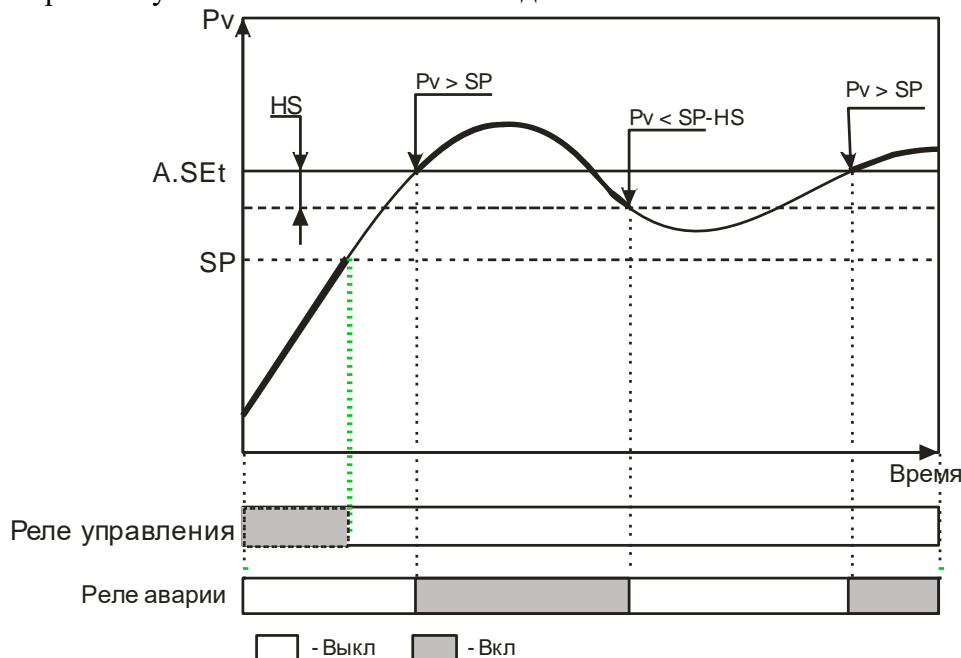 Pv
HS
Pv > SP
Pv < SP-HS
Pv > SP
A.SEt
SP
Время
Реле управления
Реле аварии
- Выкл
- Вкл